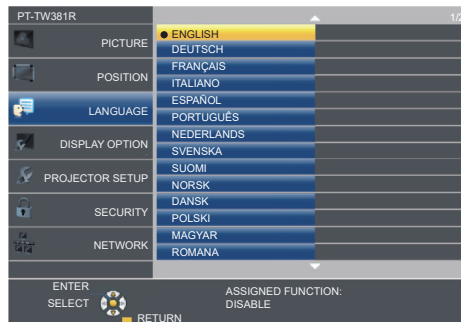 PT-TW381R
1/2
PICTURE
POSITION
LANGUAGE
DISPLAY OPTION
PROJECTOR SETUP
SECURITY
NETWORK
ENGLISH
DEUTSCH
FRANÇAIS
ITALIANO
ESPAÑOL
PORTUGUÊS
NEDERLANDS
SVENSKA
SUOMI
NORSK
DANSK
POLSKI
MAGYAR
ROMANA
ENTER
SELECT
RETURN
ASSIGNED FUNCTION:
DISABLE